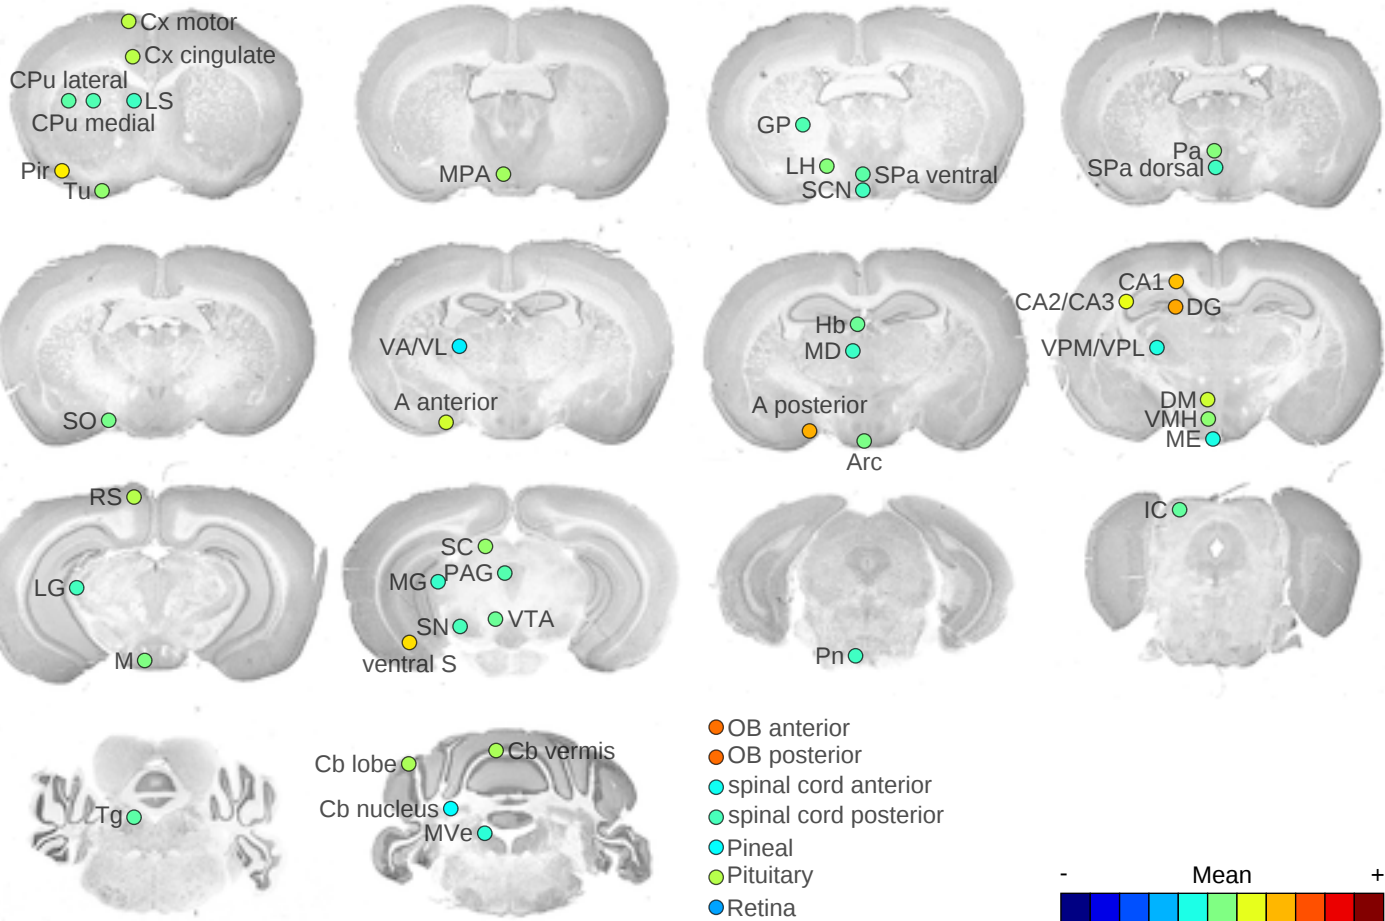 Cx motor
Cx cingulate
CPu lateral
LS
CPu medial
Pir
Tu
MPA
GP
LH
SPa ventral
SCN
Pa
SPa dorsal
SO
VA/VL
A anterior
Hb
MD
A posterior
Arc
CA1
CA2/CA3
DG
VPM/VPL
DM
VMH
ME
RS
LG
M
SC
MG
PAG
SN
VTA
ventral S
Pn
IC
Tg
Cb lobe
Cb vermis
Cb nucleus
MVe
OB anterior
OB posterior
spinal cord anterior
spinal cord posterior
Pineal
Pituitary
Retina
- Mean +